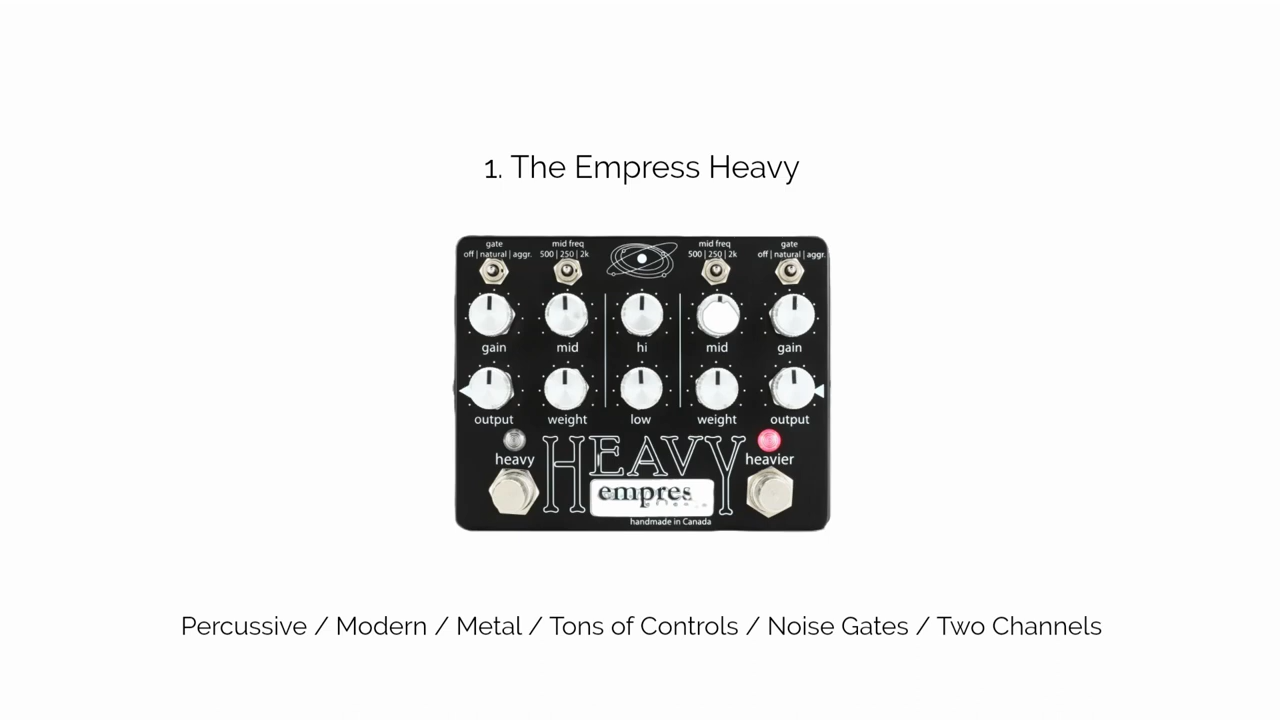 1. The Empress Heavy
gate mid freq mid freq gate
off | natural | aggr. 500 | 250 | 2k 500 | 250 | 2k off | natural | aggr.
gain mid hi mid gain
output weight low weight output
HEAVY
heavy heavier
empres
handmade in Canada
Percussive / Modern / Metal / Tons of Controls / Noise Gates / Two Channels